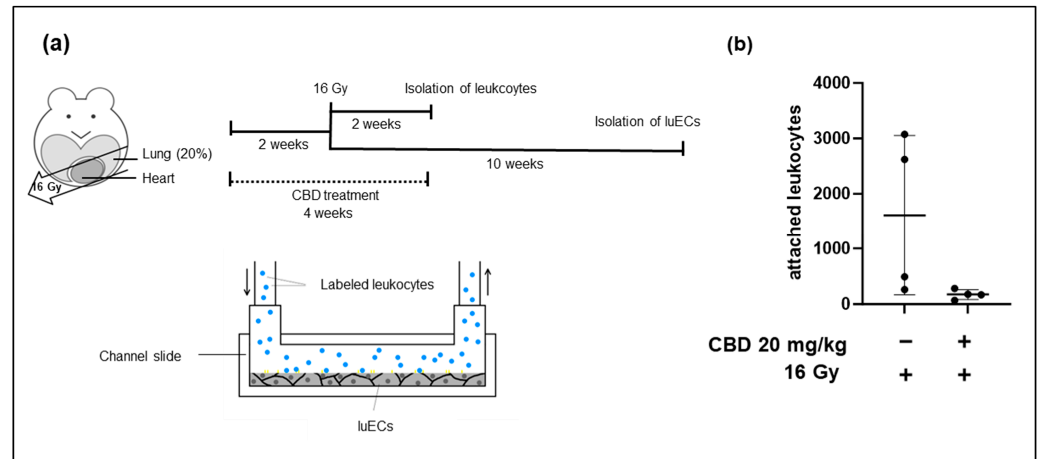 (a)
16 Gy
Isolation of leukcoytes
2 weeks
2 weeks
Isolation of luECs
10 weeks
Lung (20%)
Heart
16 Gy
CBD treatment
4 weeks
Labeled leukocytes
Channel slide
luECs
(b)
attached leukocytes
4000
3000
2000
1000
0
CBD 20 mg/kg − +
16 Gy + +